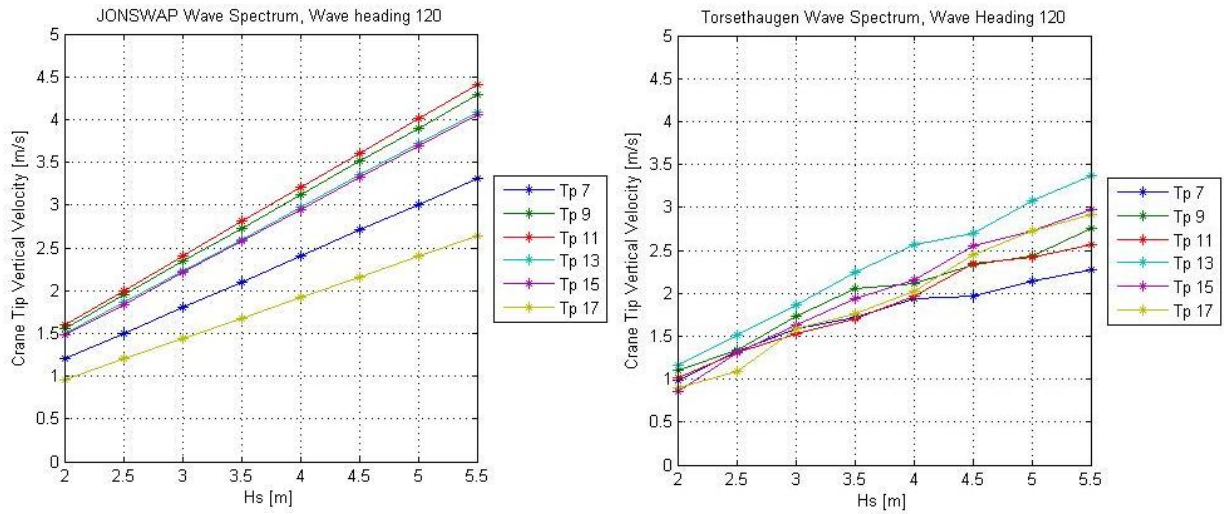 JONSWAP Wave Spectrum, Wave heading 120
5
4.5
4
3.5
3
2.5
2
1.5
1
0.5
0
Crane Tip Vertical Velocity [m/s]
2 2.5 3 3.5 4 4.5 5 5.5
Hs [m]
Tp 7
Tp 9
Tp 11
Tp 13
Tp 15
Tp 17
Torsethaugen Wave Spectrum, Wave Heading 120
5
4.5
4
3.5
3
2.5
2
1.5
1
0.5
0
Crane Tip Vertical Velocity [m/s]
2 2.5 3 3.5 4 4.5 5 5.5
Hs [m]
Tp 7
Tp 9
Tp 11
Tp 13
Tp 15
Tp 17